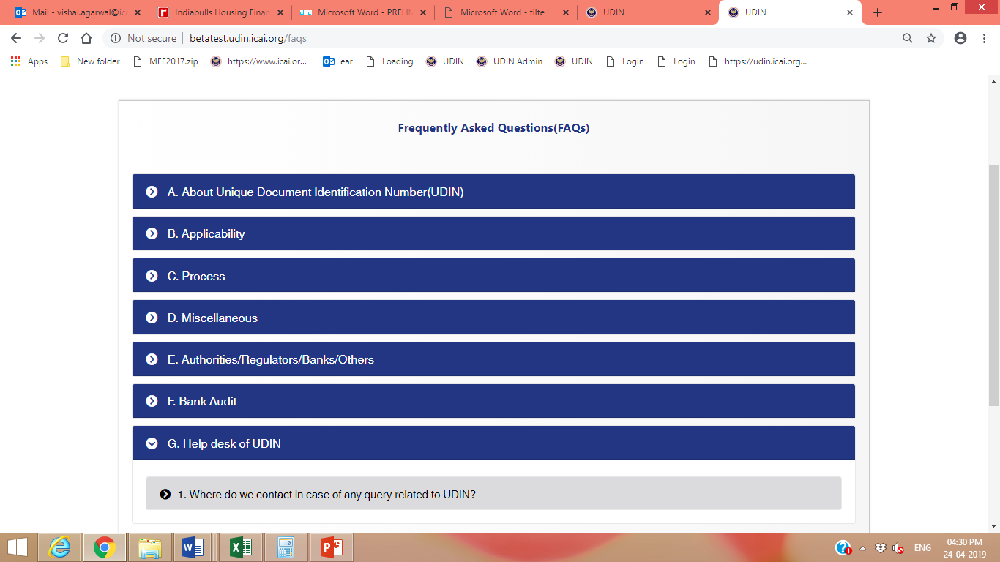 Mail - vishal.agarwal@ic
Indiabulls Housing Finan
Microsoft Word - PRELIM
Microsoft Word - tilte
UDIN
UDIN
Not secure | betatest.udin.icai.org/faqs
Apps
New folder
MEF2017.zip
https://www.icai.or...
ear
Loading
UDIN
UDIN Admin
UDIN
Login
Login
https://udin.icai.org...
Frequently Asked Questions(FAQs)
A. About Unique Document Identification Number(UDIN)
B. Applicability
C. Process
D. Miscellaneous
E. Authorities/Regulators/Banks/Others
F. Bank Audit
G. Help desk of UDIN
1. Where do we contact in case of any query related to UDIN?
ENG
04:30 PM
24-04-2019